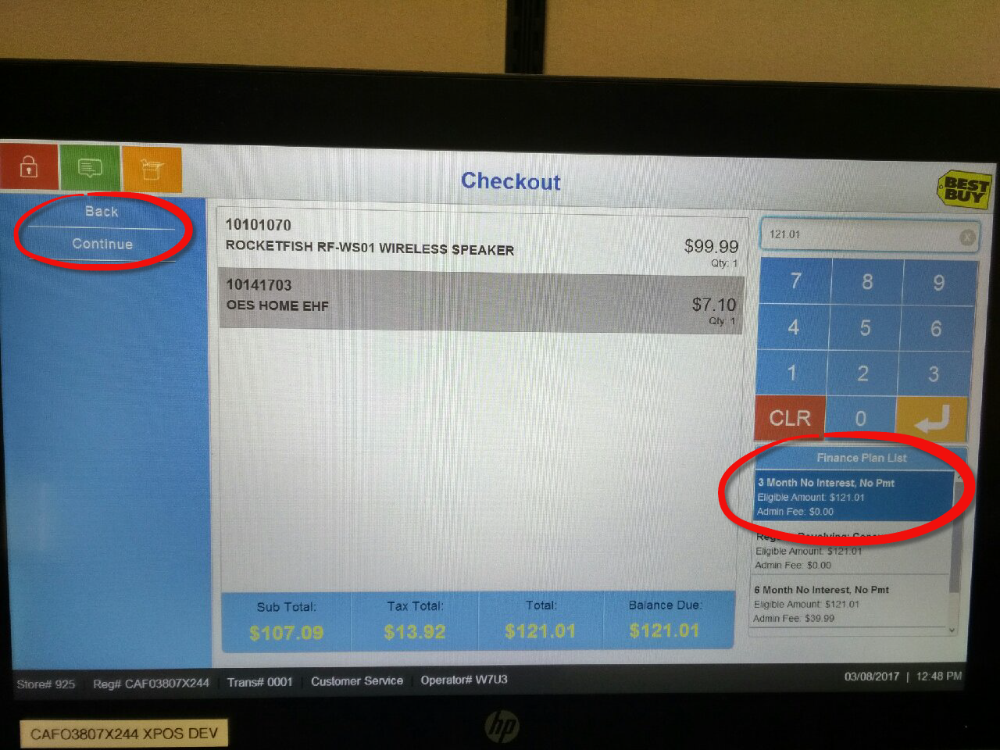 Checkout
BEST
BUY
Back
Continue
10101070
ROCKETFISH RF-WS01 WIRELESS SPEAKER
$99.99
Qty: 1
10141703
OES HOME EHF
$7.10
Qty: 1
121.01
X
7 8 9
4 5 6
1 2 3
CLR 0
Finance Plan List
3 Month No Interest, No Pmt
Eligible Amount: $121.01
Admin Fee: $0.00
Revolving:
Eligible Amount: $121.01
Admin Fee: $0.00
6 Month No Interest, No Pmt
Eligible Amount: $121.01
Admin Fee: $39.99
Sub Total: Tax Total: Total: Balance Due:
$107.09 $13.92 $121.01 $121.01
Store# 925 Reg# CAF03807X244 Trans# 0001 Customer Service Operator# W7U3 03/08/2017 | 12:48 PM
CAFO3807X244 XPOS DEV
hp